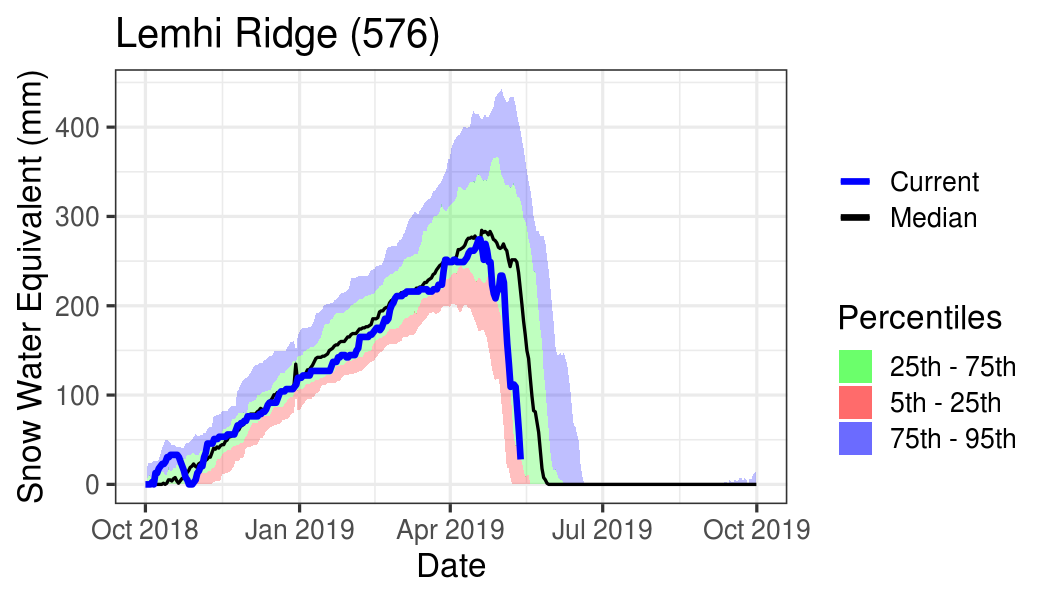 Lemhi Ridge (576)
Snow Water Equivalent (mm)
400
300
200
100
0
Oct 2018
Jan 2019
Apr 2019
Jul 2019
Oct 2019
Date
Current
Median
Percentiles
25th - 75th
5th - 25th
75th - 95th